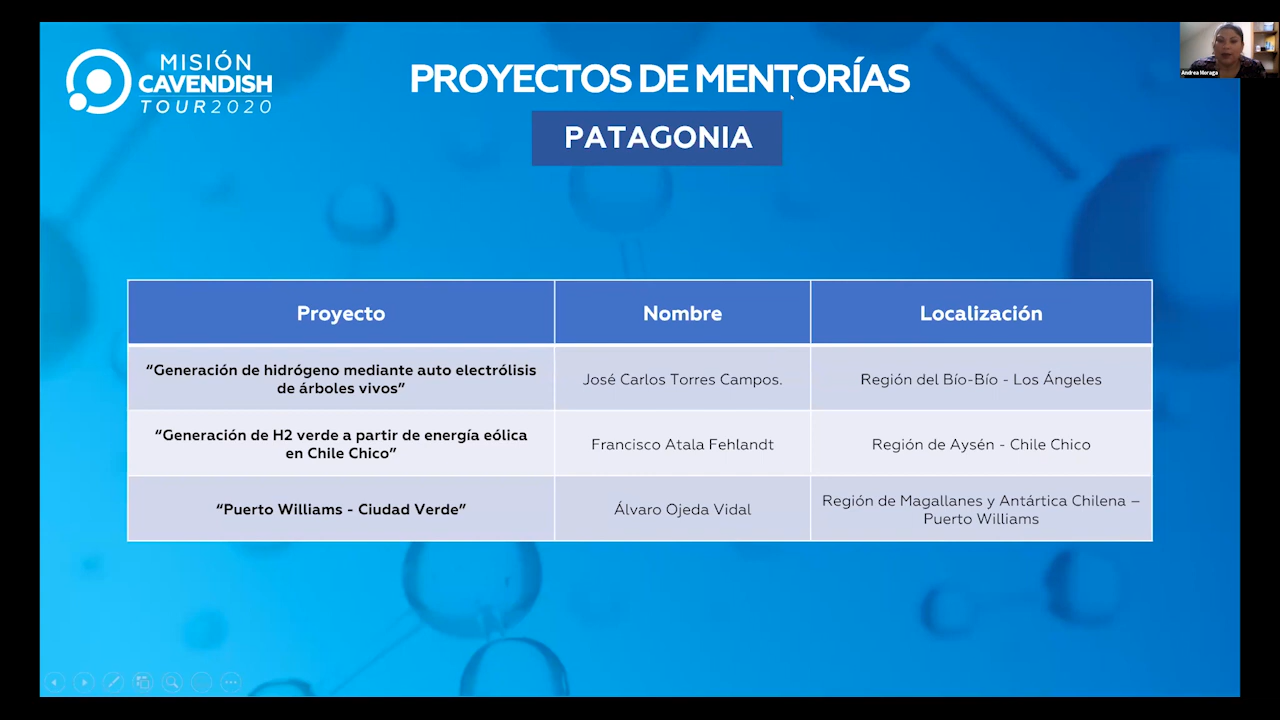 MISIÓN
CAVENDISH
TOUR2020
PROYECTOS DE MENTORÍAS
PATAGONIA
Andrea Moraga
Proyecto
Nombre
Localización
“Generación de hidrógeno mediante auto electrólisis
de árboles vivos”
José Carlos Torres Campos.
Región del Bío-Bío - Los Ángeles
“Generación de H2 verde a partir de energía eólica
en Chile Chico”
Francisco Atala Fehlandt
Región de Aysén - Chile Chico
“Puerto Williams - Ciudad Verde”
Álvaro Ojeda Vidal
Región de Magallanes y Antártica Chilena –
Puerto Williams